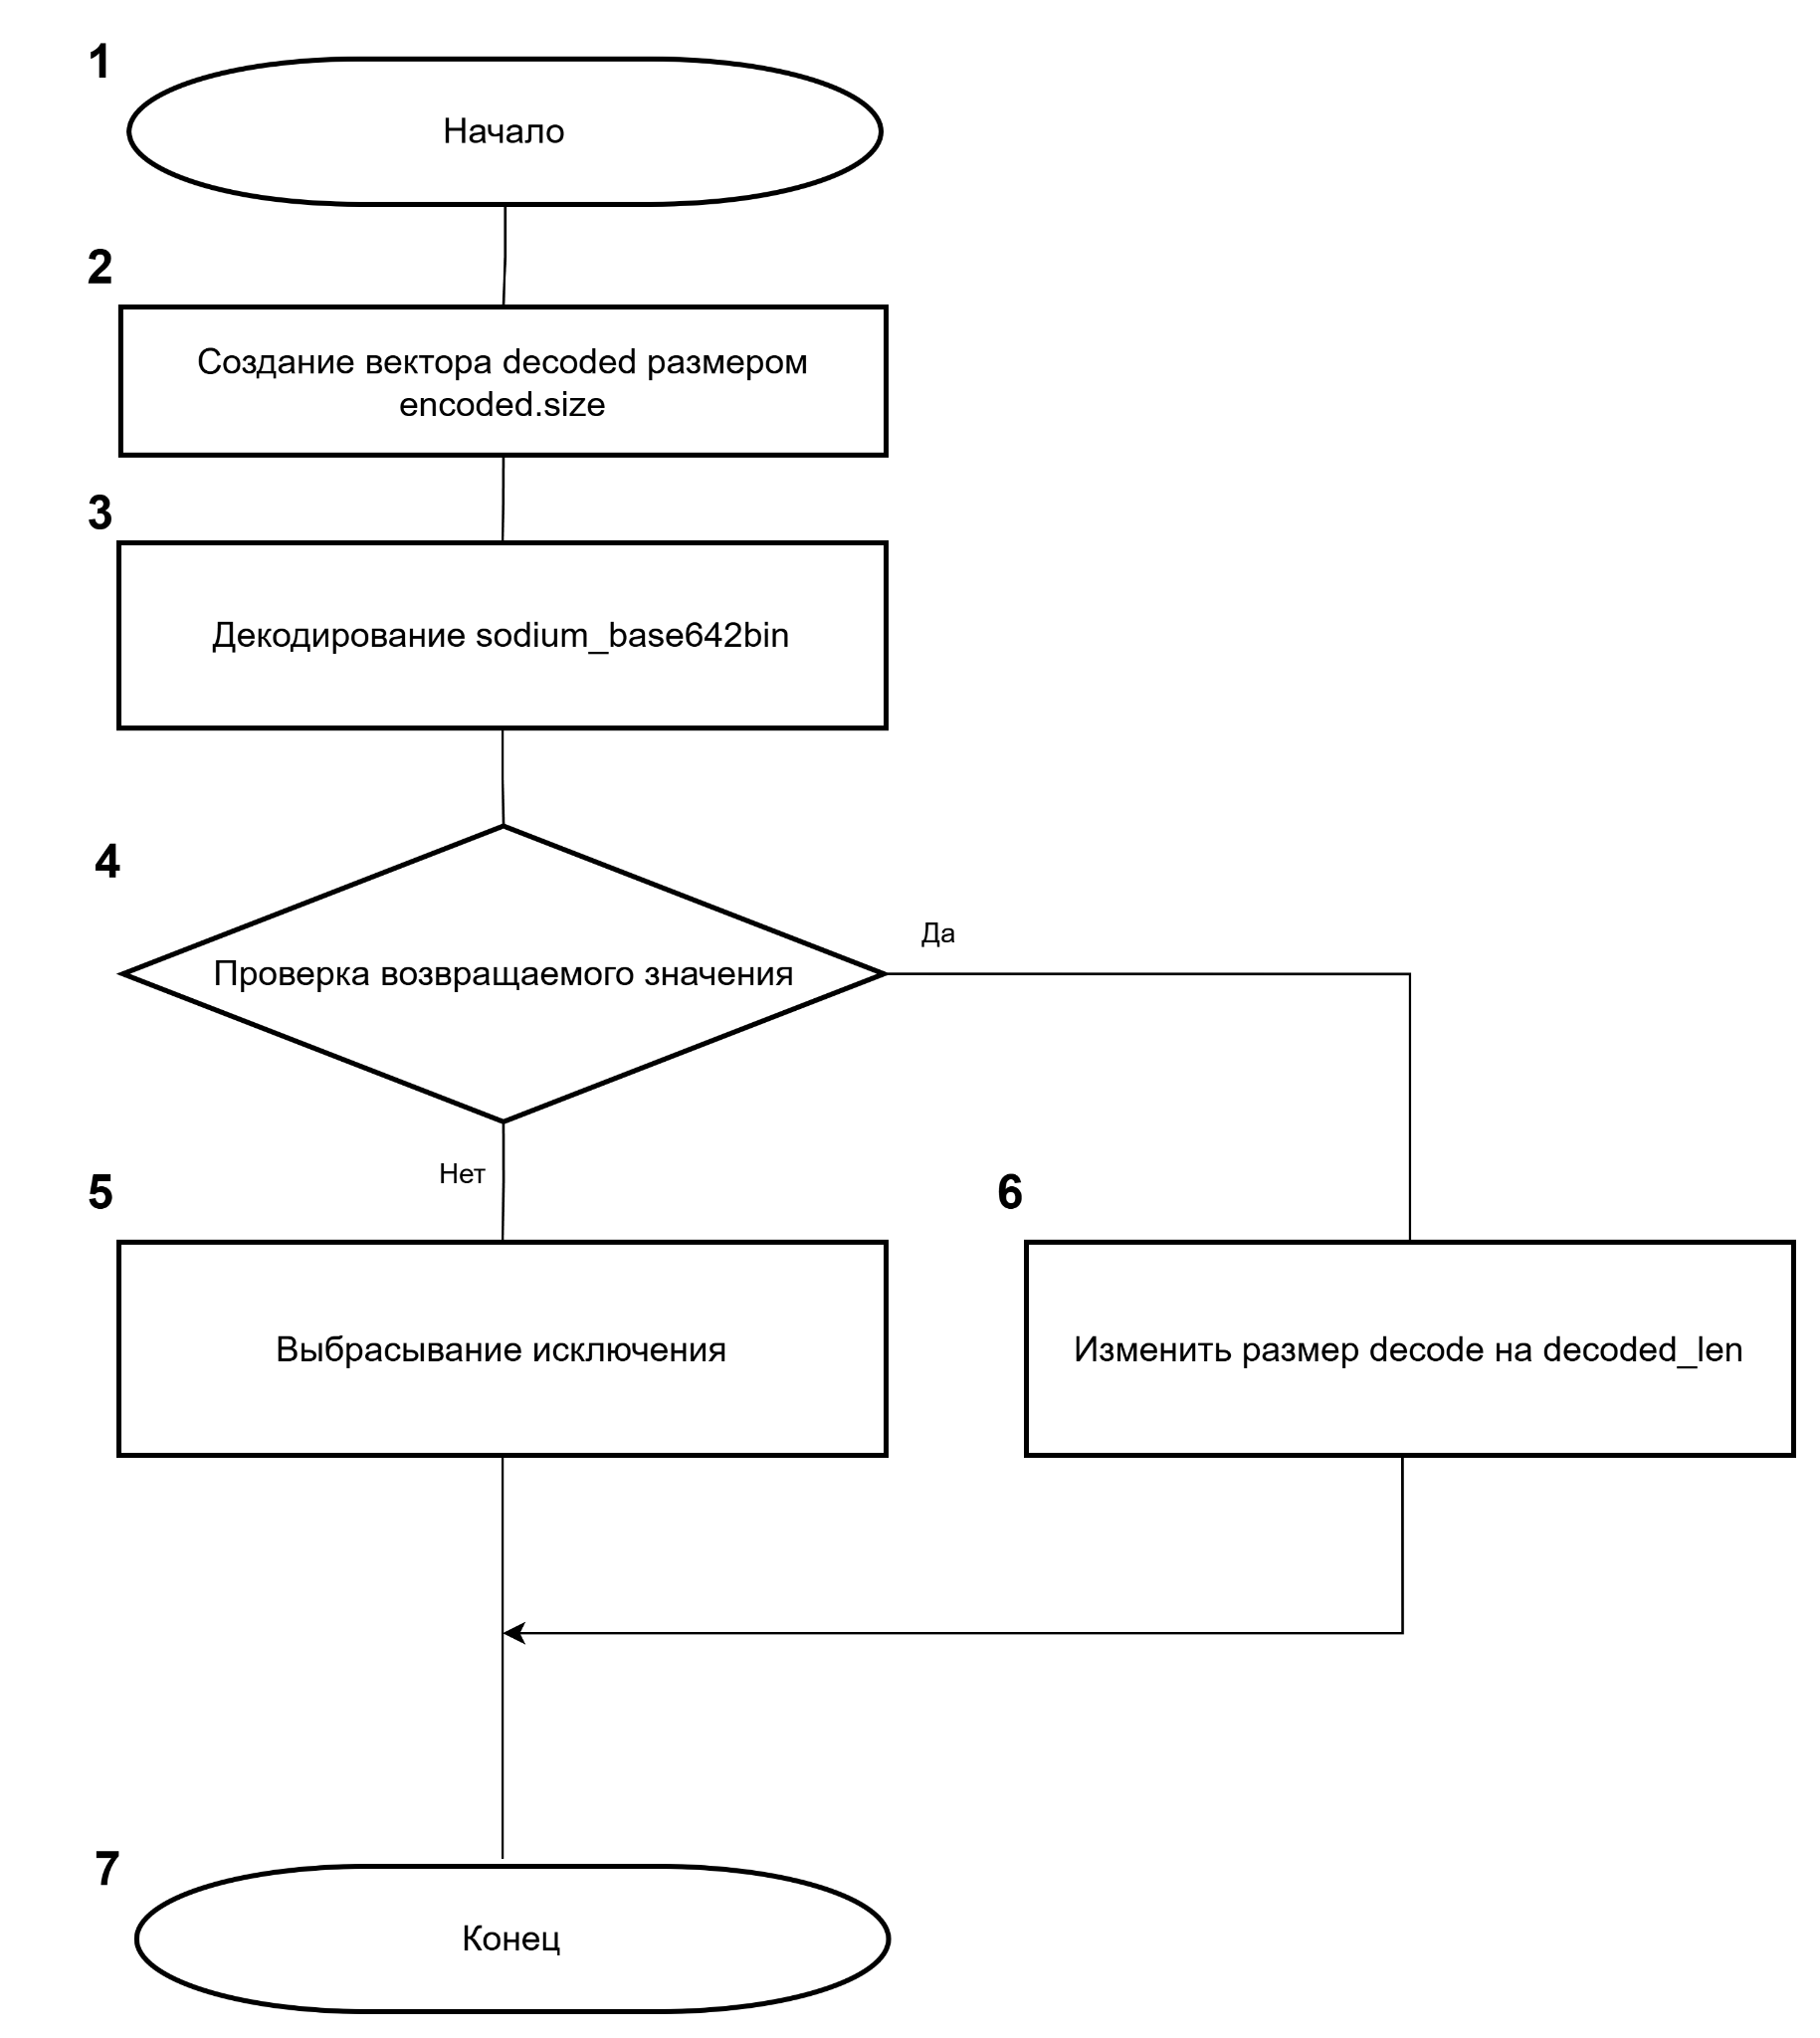 1
Начало
2
Создание вектора decoded размером
encoded.size
3
Декодирование sodium_base642bin
4
Проверка возвращаемого значения
Да
Нет
5
Выбрасывание исключения
6
Изменить размер decode на decoded_len
7
Конец